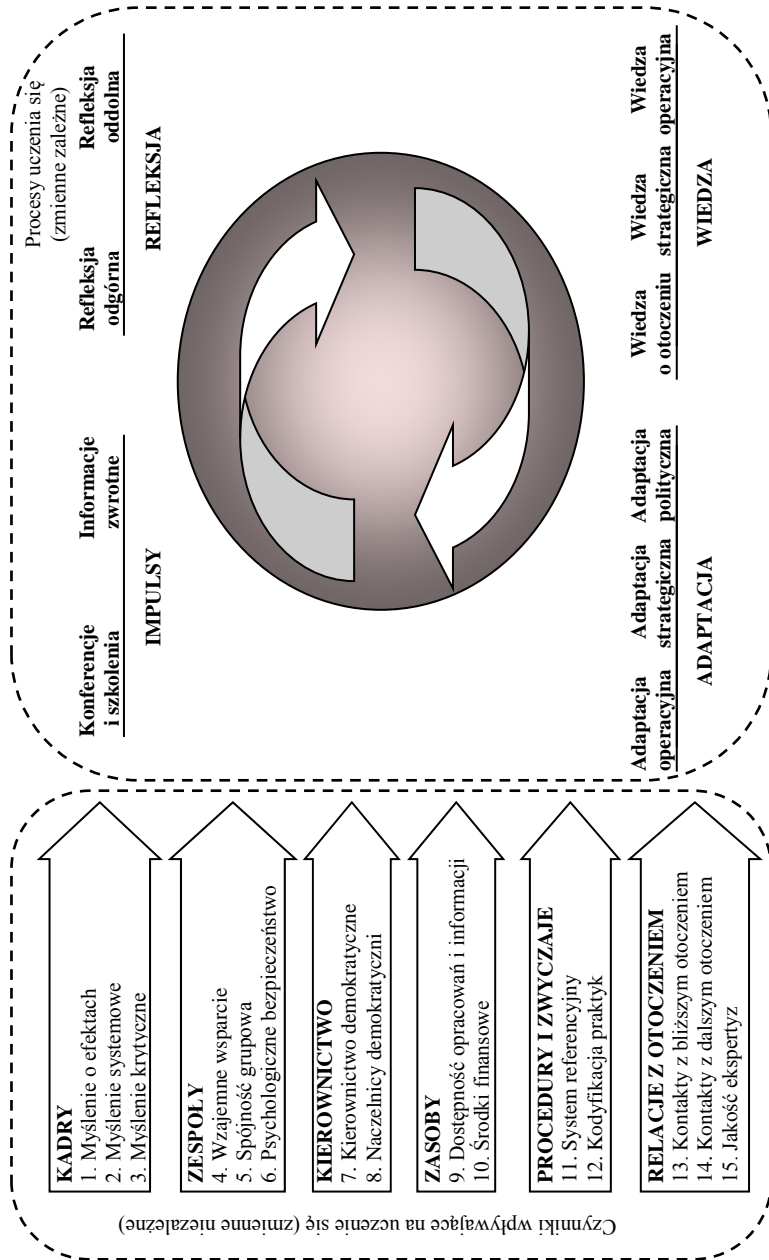 Czynniki wpływające na uczenie się (zmienne niezależne)
KADRY
1. Myślenie o efektach
2. Myślenie systemowe
3. Myślenie krytyczne
ZESPOŁY
4. Wzajemne wsparcie
5. Spójność grupowa
6. Psychologiczne bezpieczeństwo
KIEROWNICTWO
7. Kierownictwo demokratyczne
8. Naczelnicy demokratyczni
ZASOBY
9. Dostępność opracowań i informacji
10. Środki finansowe
PROCEDURY I ZWYCZAJE
11. System referencyjny
12. Kodyfikacja praktyk
RELACJE Z OTOCZENIEM
13. Kontakty z bliższym otoczeniem
14. Kontakty z dalszym otoczeniem
15. Jakość ekspertyz
Procesy uczenia się
(zmienne zależne)
Konferencje
i szkolenia
Informacje
zwrotne
IMPULSY
Refleksja
odgórna
Refleksja
oddolna
REFLEKSJA
Adaptacja
operacyjna
Adaptacja
strategiczna
Adaptacja
polityczna
ADAPTACJA
Wiedza
o otoczeniu
Wiedza
strategiczna
Wiedza
operacyjna
WIEDZA